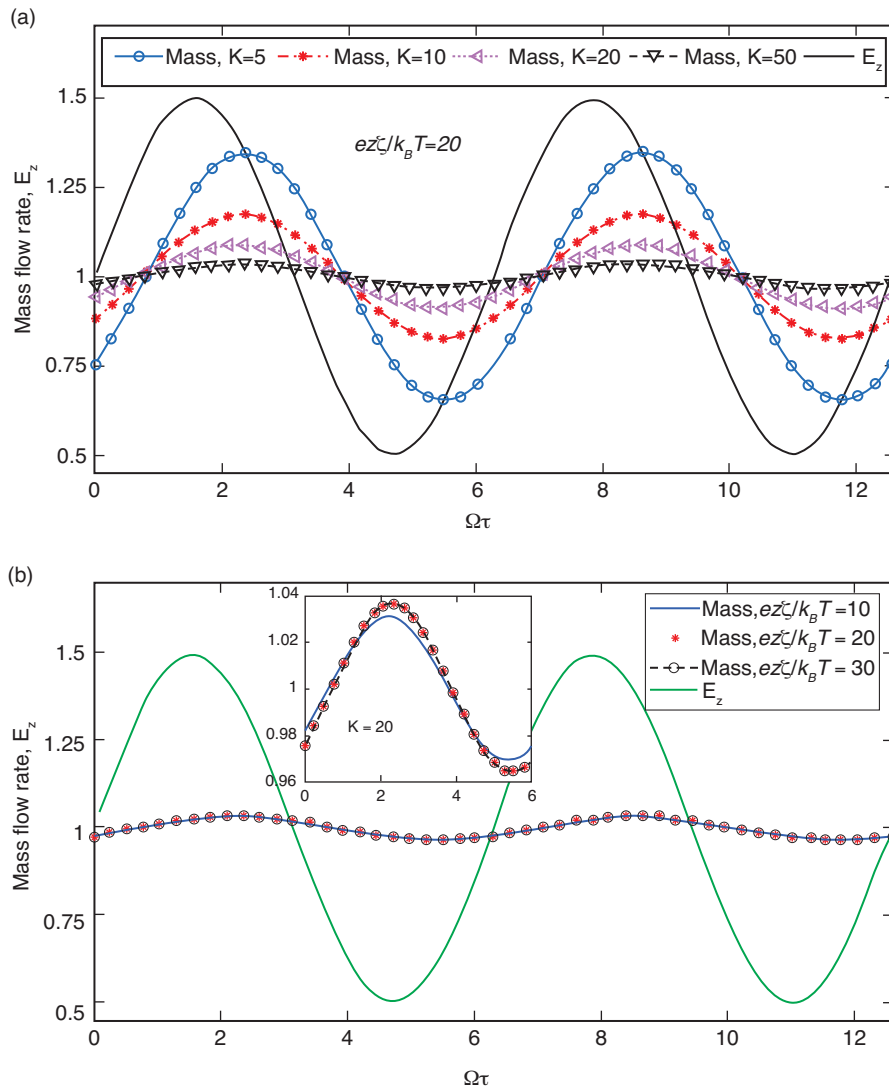 (a)
Mass, K=5 Mass, K=10 Mass, K=20 Mass, K=50 E_z
1.5
ezζ/k_BT=20
1.25
1
0.75
0.5
Mass flow rate, E_z
0 2 4 6 8 10 12
Ωτ
(b)
1.04
1.02
1
0.98
0.96
K = 20
0 2 4 6
Mass, ezζ/k_BT = 10
Mass, ezζ/k_BT = 20
Mass, ezζ/k_BT = 30
E_z
1.5
1.25
1
0.75
0.5
Mass flow rate, E_z
0 2 4 6 8 10 12
Ωτ